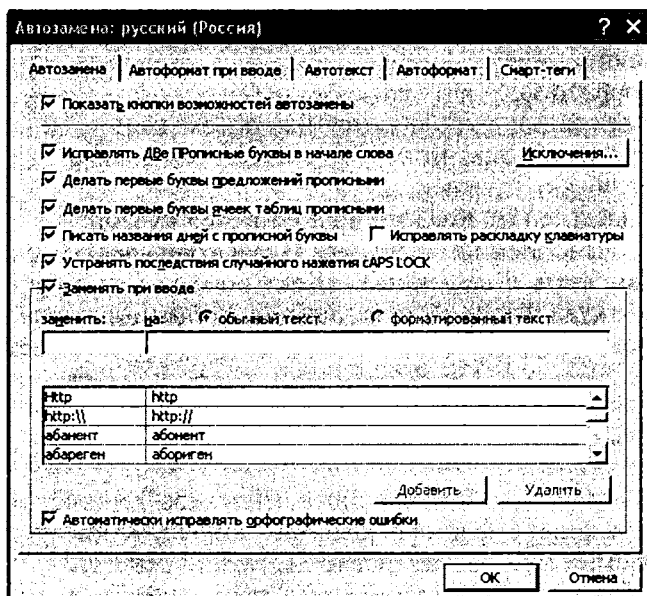 Автозамена: русский (Россия) ? ×
Автозамена Автоформат при вводе Автотекст Автоформат Смарт-теги
Показать кнопки возможностей автозамены
Исправлять ДВе ПРописные буквы в начале слова Исключения...
Делать первые буквы предложений прописными
Делать первые буквы ячеек таблиц прописными
Писать названия дней с прописной буквы Исправлять раскладку клавиатуры
Устранять последствия случайного нажатия cAPS LOCK
Заменять при вводе
заменить: на: обычный текст форматированный текст
Http http
http:\\ http://
абанент абонент
абареген абориген
Добавить Удалить
Автоматически исправлять орфографические ошибки
ОК Отмена